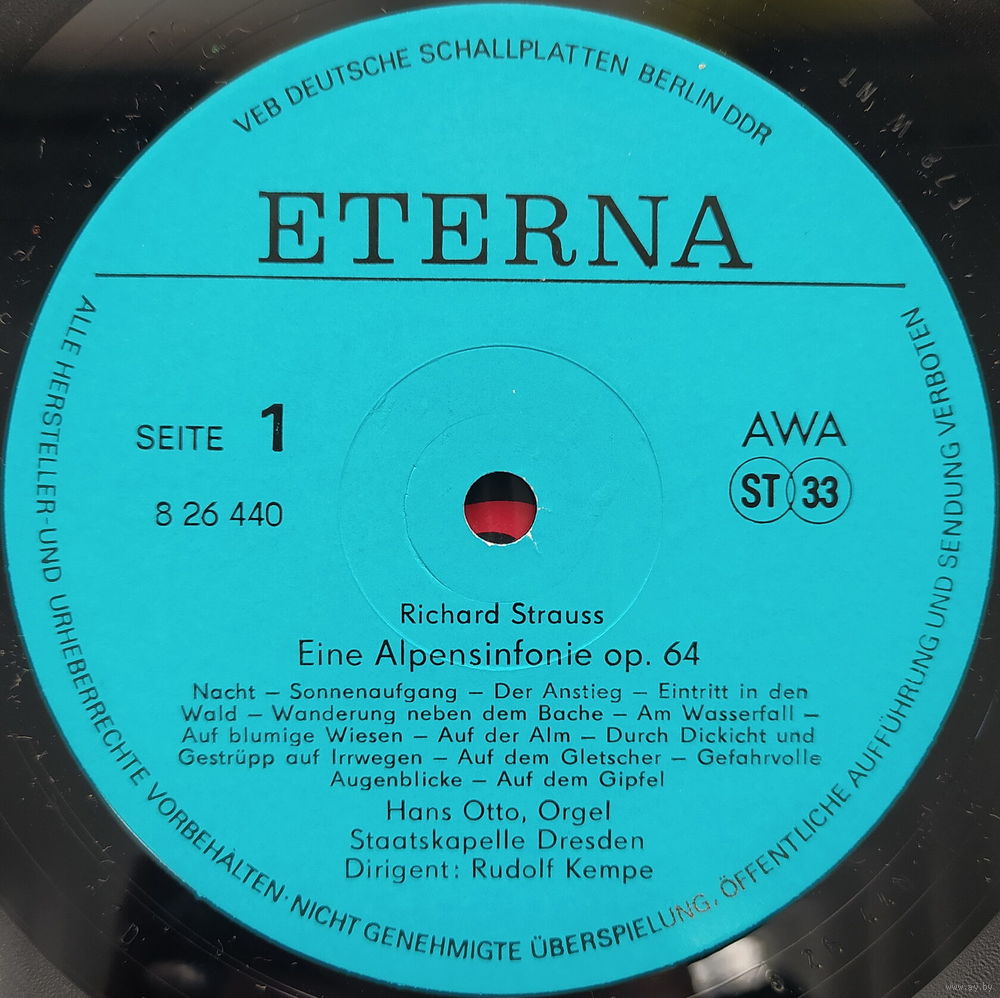 VEB DEUTSCHE SCHALLPLATTEN BERLIN DDR
ETERNA
SEITE 1
8 26 440
AWA
ST 33
Richard Strauss
Eine Alpensinfonie op. 64
Nacht – Sonnenaufgang – Der Anstieg – Eintritt in den
Wald – Wanderung neben dem Bache – Am Wasserfall –
Auf blumige Wiesen – Auf der Alm – Durch Dickicht und
Gestrüpp auf Irrwegen – Auf dem Gletscher – Gefahrvolle
Augenblicke – Auf dem Gipfel
Hans Otto, Orgel
Staatskapelle Dresden
Dirigent: Rudolf Kempe
ALLE HERSTELLER-UND URHEBERRECHTE VORBEHALTEN·NICHT GENEHMIGTE ÜBERSPIELUNG, ÖFFENTLICHE AUFFÜHRUNG UND SENDUNG VERBOTEN
www.ay.by